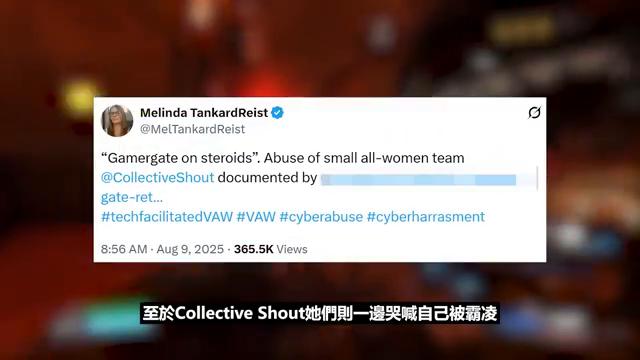 Melinda TankardReist
@MelTankardReist
“Gamergate on steroids”. Abuse of small all-women team
@CollectiveShout documented by
gate-ret...
#techfacilitatedVAW #VAW #cyberabuse #cyberharrasment
8:56 AM · Aug 9, 2025 · 365.5K Views
至於Collective Shout她們則一邊哭喊自己被霸凌